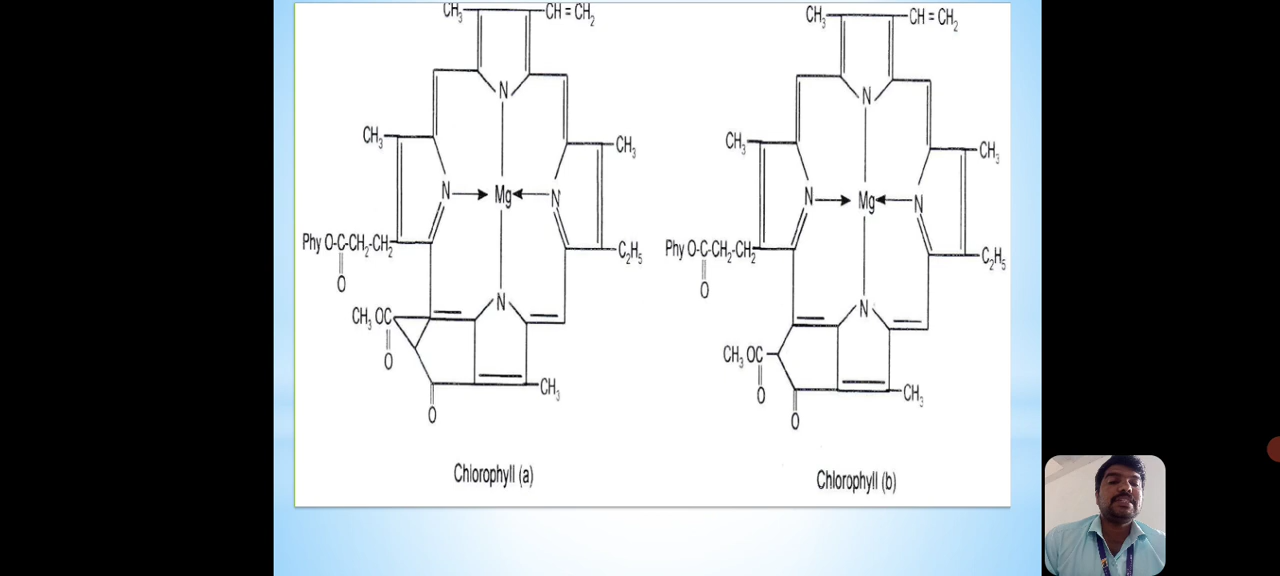 CH3 CH = CH2 CH3 CH = CH2
N N
CH3 CH3 CH3 CH3
N Mg N N Mg N
Phy O-C-CH2-CH2 C2H5 Phy O-C-CH2-CH2 C2H5
O O
N N
CH3 OC CH3 OC
O O
CH3 CH3
O O
Chlorophyll (a) Chlorophyll (b)